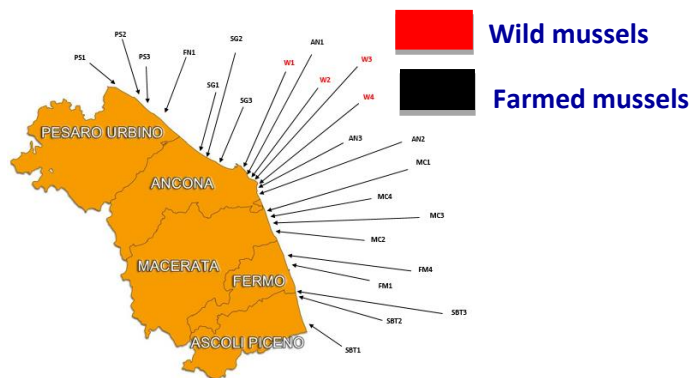 PS2
PS1
PS3
FN1
SG2
AN1
W1
W3
W2
W4
SG1
SG3
AN3
AN2
MC1
MC4
MC3
MC2
FM4
FM1
SBT3
SBT2
SBT1
PESARO URBINO
ANCONA
MACERATA
FERMO
ASCOLI PICENO
Wild mussels
Farmed mussels